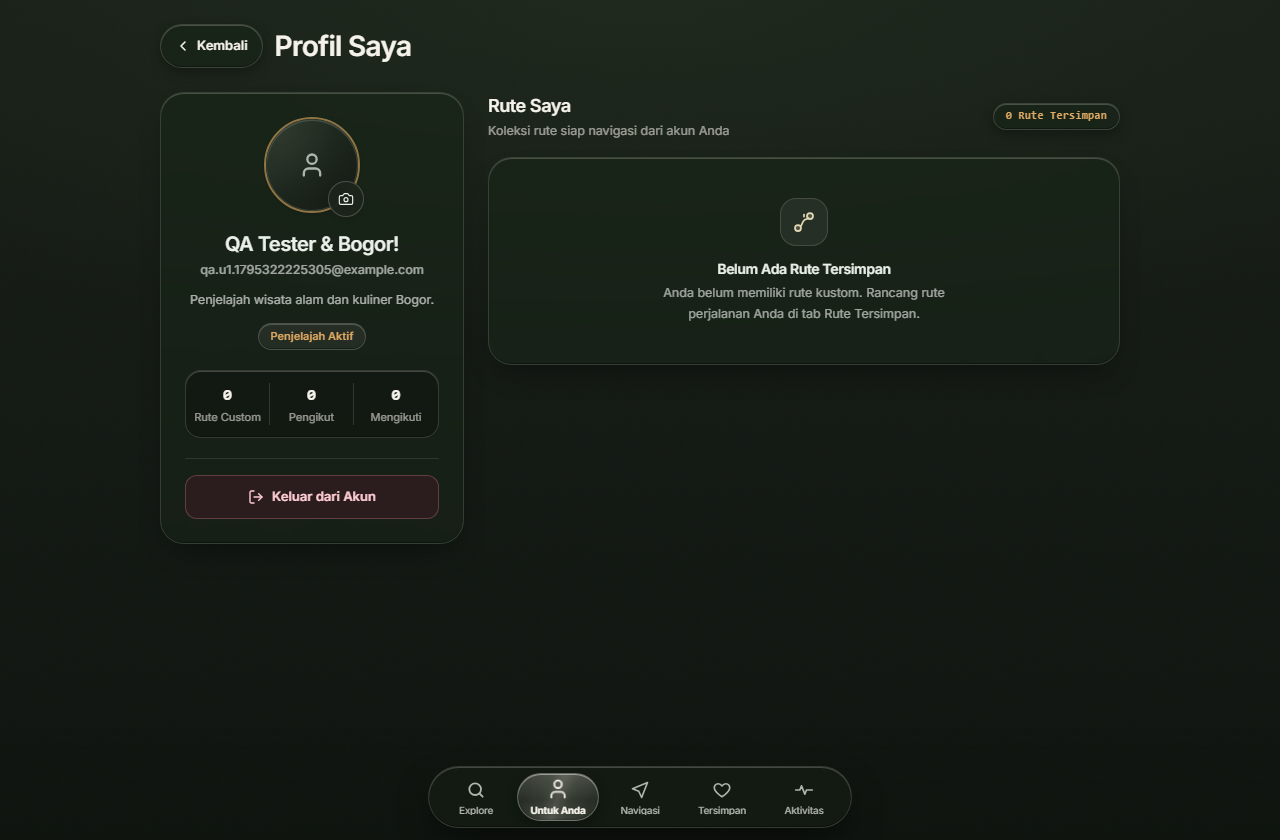 Kembali
Profil Saya
QA Tester & Bogor!
qa.u1.1795322225305@example.com
Penjelajah wisata alam dan kuliner Bogor.
Penjelajah Aktif
0
Rute Custom
0
Pengikut
0
Mengikuti
Keluar dari Akun
Rute Saya
Koleksi rute siap navigasi dari akun Anda
0 Rute Tersimpan
Belum Ada Rute Tersimpan
Anda belum memiliki rute kustom. Rancang rute
perjalanan Anda di tab Rute Tersimpan.
Explore
Untuk Anda
Navigasi
Tersimpan
Aktivitas